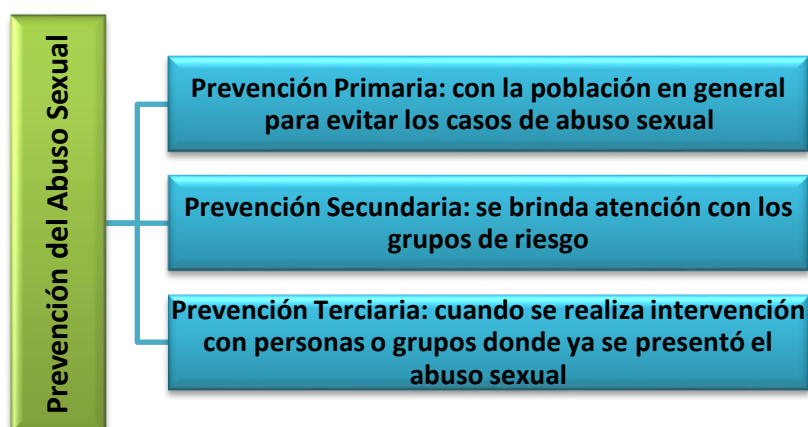 Prevención del Abuso Sexual
Prevención Primaria: con la población en general
para evitar los casos de abuso sexual
Prevención Secundaria: se brinda atención con los
grupos de riesgo
Prevención Terciaria: cuando se realiza intervención
con personas o grupos donde ya se presentó el
abuso sexual